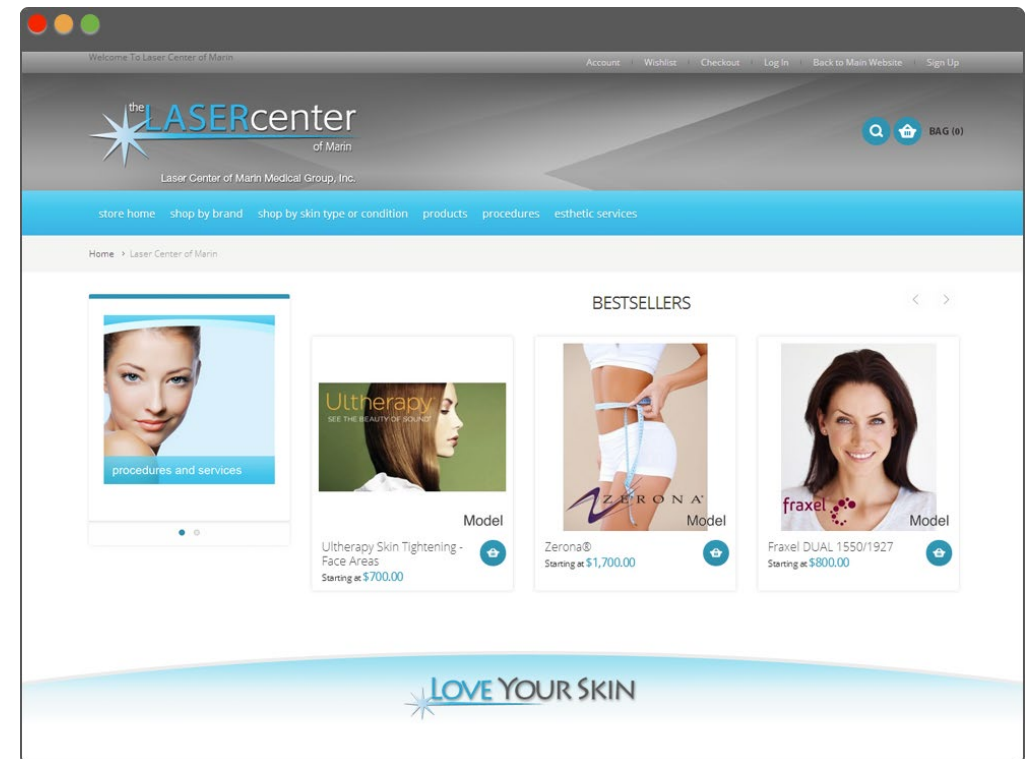 Welcome To Laser Center of Marin
Account
Wishlist
Checkout
Log In
Back to Main Website
Sign Up
the LASERcenter
of Marin
Laser Center of Marin Medical Group, Inc.
BAG (0)
store home shop by brand shop by skin type or condition products procedures esthetic services
Home > Laser Center of Marin
BESTSELLERS
procedures and services
Ultherapy
SEE THE BEAUTY OF SOUND
Model
Ultherapy Skin Tightening -
Face Areas
Starting at $700.00
ZERONA
Model
Zerona®
Starting at $1,700.00
fraxel
Model
Fraxel DUAL 1550/1927
Starting at $800.00
LOVE YOUR SKIN